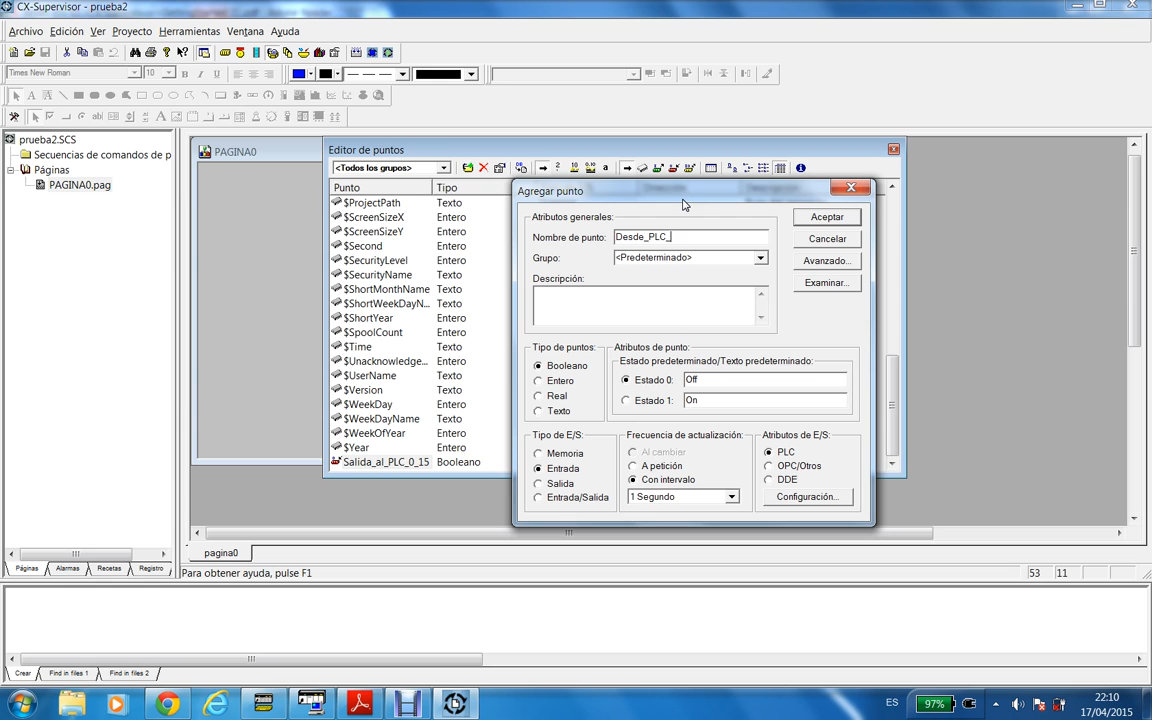 CX-Supervisor - prueba2
Archivo Edición Ver Proyecto Herramientas Ventana Ayuda
Times New Roman 10
prueba2.SCS
Secuencias de comandos de p
Páginas
PAGINA0.pag
PAGINA0
Editor de puntos
<Todos los grupos>
Punto Tipo
$ProjectPath Texto
$ScreenSizeX Entero
$ScreenSizeY Entero
$Second Entero
$SecurityLevel Entero
$SecurityName Texto
$ShortMonthName Texto
$ShortWeekDayN... Texto
$ShortYear Entero
$SpoolCount Entero
$Time Texto
$Unacknowledge... Entero
$UserName Texto
$Version Texto
$WeekDay Entero
$WeekDayName Texto
$WeekOfYear Entero
$Year Entero
Salida_al_PLC_0_15 Booleano
Agregar punto
Atributos generales:
Nombre de punto: Desde_PLC_
Grupo: <Predeterminado>
Descripción:
Aceptar
Cancelar
Avanzado...
Examinar...
Tipo de puntos:
Booleano
Entero
Real
Texto
Atributos de punto:
Estado predeterminado/Texto predeterminado:
Estado 0: Off
Estado 1: On
Tipo de E/S:
Memoria
Entrada
Salida
Entrada/Salida
Frecuencia de actualización:
Al cambiar
A petición
Con intervalo
1 Segundo
Atributos de E/S:
PLC
OPC/Otros
DDE
Configuración...
pagina0
Páginas Alarmas Recetas Registro
Para obtener ayuda, pulse F1
53 11
Crear Find in files 1 Find in files 2
ES 97% 22:10
17/04/2015